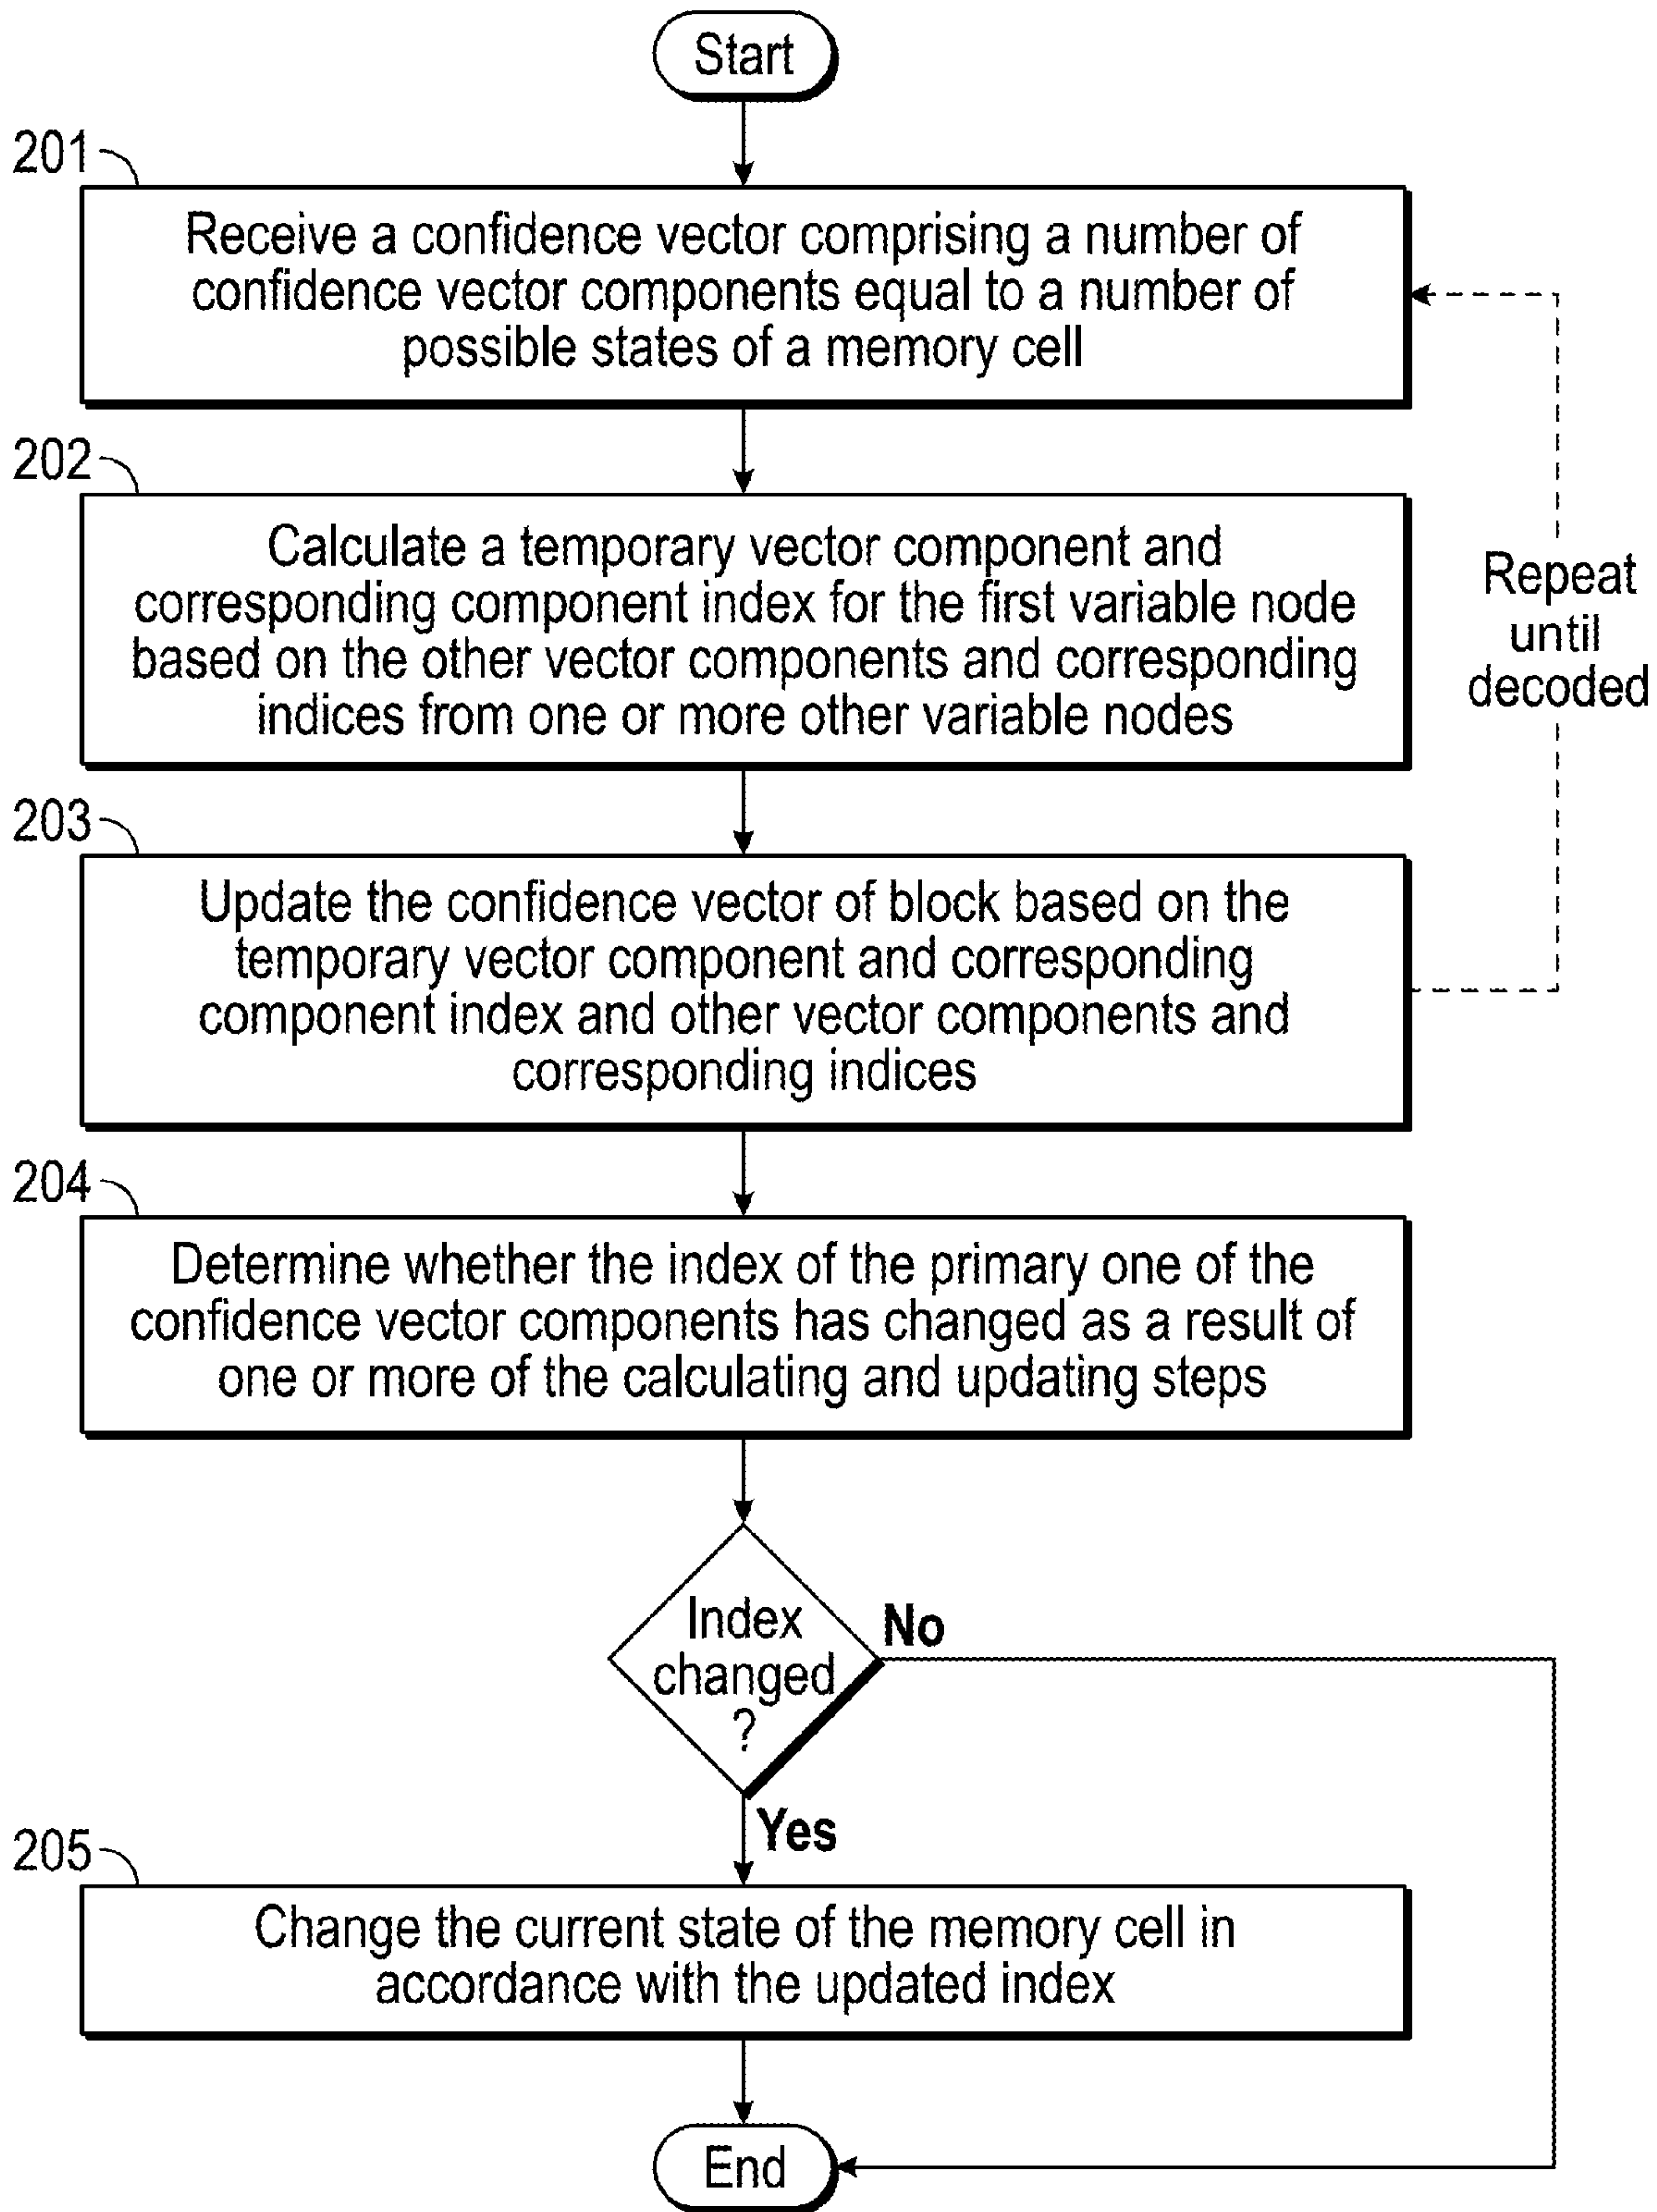 Start
201
Receive a confidence vector comprising a number of
confidence vector components equal to a number of
possible states of a memory cell
202
Calculate a temporary vector component and
corresponding component index for the first variable node
based on the other vector components and corresponding
indices from one or more other variable nodes
Repeat
until
decoded
203
Update the confidence vector of block based on the
temporary vector component and corresponding
component index and other vector components and
corresponding indices
204
Determine whether the index of the primary one of the
confidence vector components has changed as a result of
one or more of the calculating and updating steps
Index
changed
?
No
Yes
205
Change the current state of the memory cell in
accordance with the updated index
End